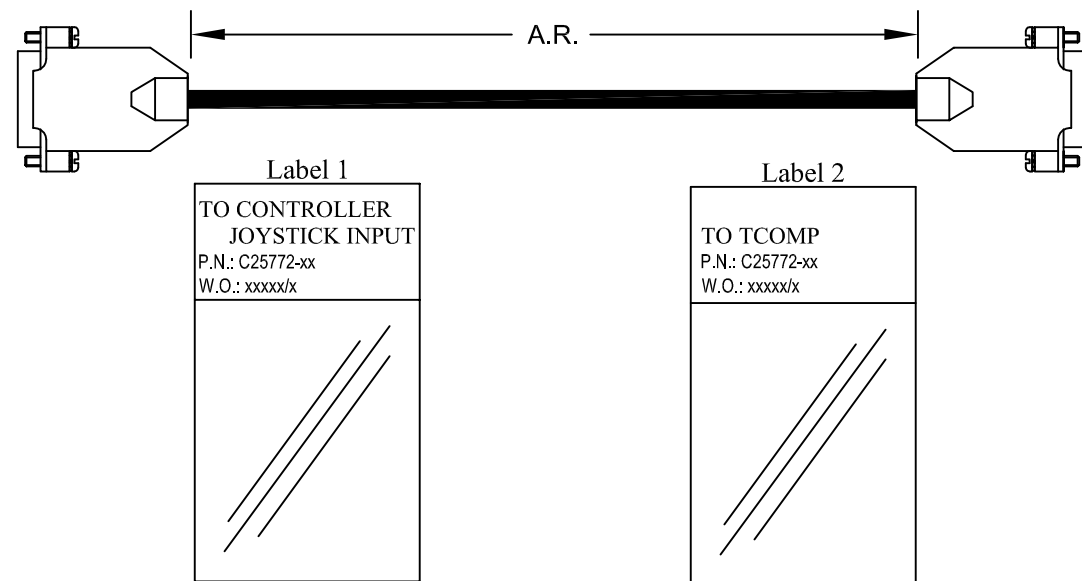 A.R.
Label 1
TO CONTROLLER
JOYSTICK INPUT
P.N.: C25772-xx
W.O.: xxxxx/x
Label 2
TO TCOMP
P.N.: C25772-xx
W.O.: xxxxx/x